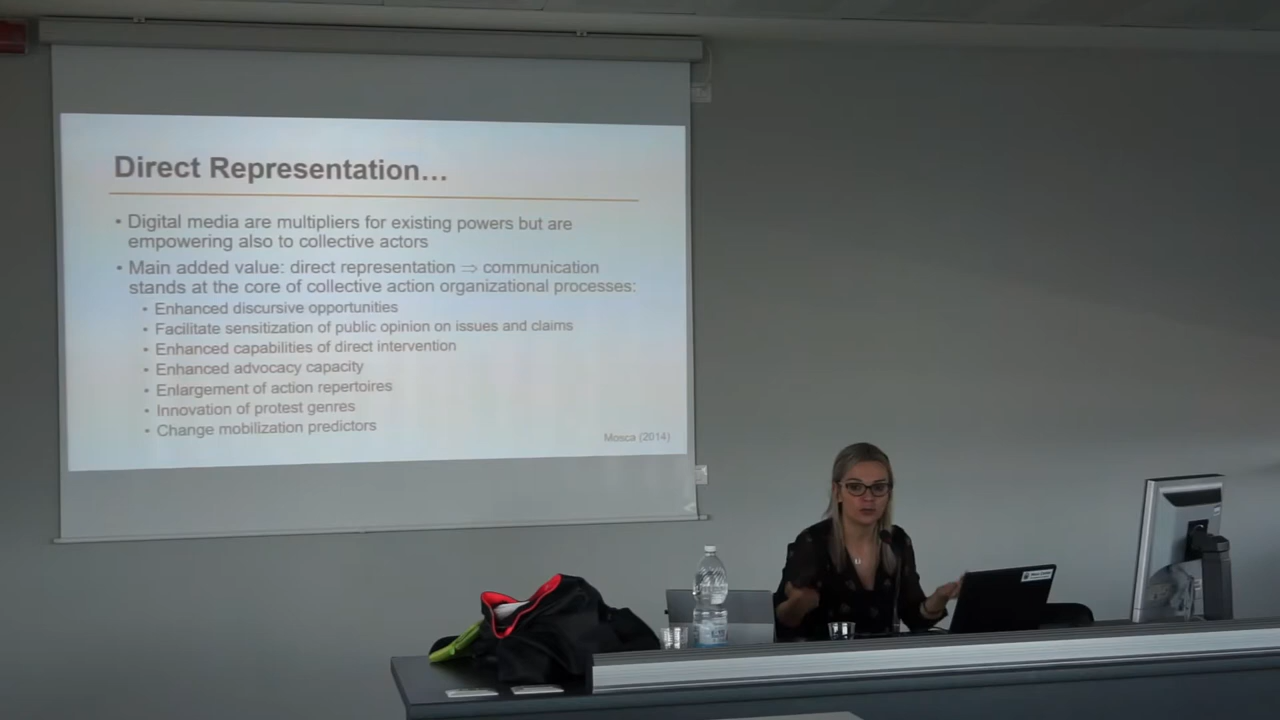 Direct Representation…
• Digital media are multipliers for existing powers but are
empowering also to collective actors
• Main added value: direct representation ⇒ communication
stands at the core of collective action organizational processes:
• Enhanced discursive opportunities
• Facilitate sensitization of public opinion on issues and claims
• Enhanced capabilities of direct intervention
• Enhanced advocacy capacity
• Enlargement of action repertoires
• Innovation of protest genres
• Change mobilization predictors
Mosca (2014)